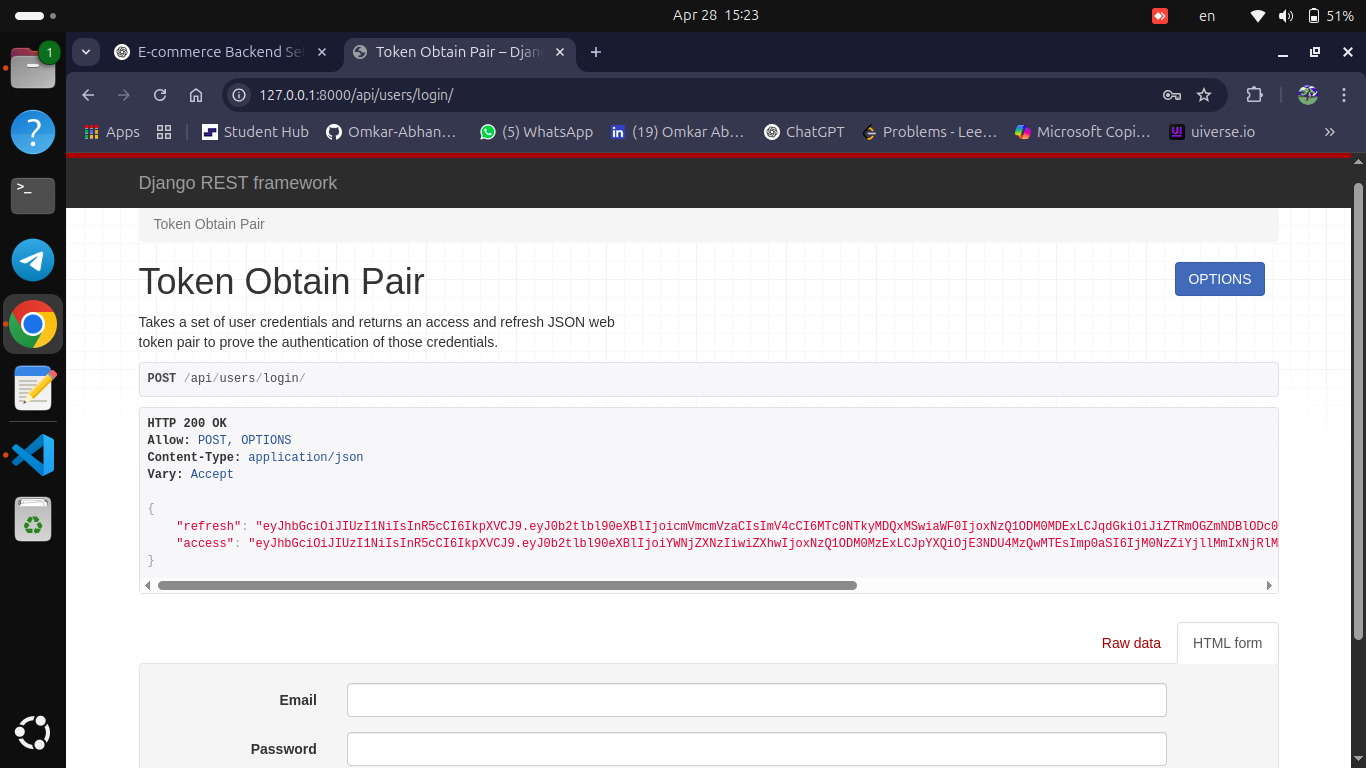 Apr 28 15:23
en
51%
1
E-commerce Backend Se
Token Obtain Pair – Djan
127.0.0.1:8000/api/users/login/
Apps
Student Hub
Omkar-Abhan…
(5) WhatsApp
(19) Omkar Ab…
ChatGPT
Problems - Lee…
Microsoft Copi…
UI uiverse.io
»
Django REST framework
Token Obtain Pair
Token Obtain Pair
OPTIONS
Takes a set of user credentials and returns an access and refresh JSON web
token pair to prove the authentication of those credentials.
POST /api/users/login/
HTTP 200 OK
Allow: POST, OPTIONS
Content-Type: application/json
Vary: Accept
{
"refresh":
"access":
}
Raw data
HTML form
Email
Password